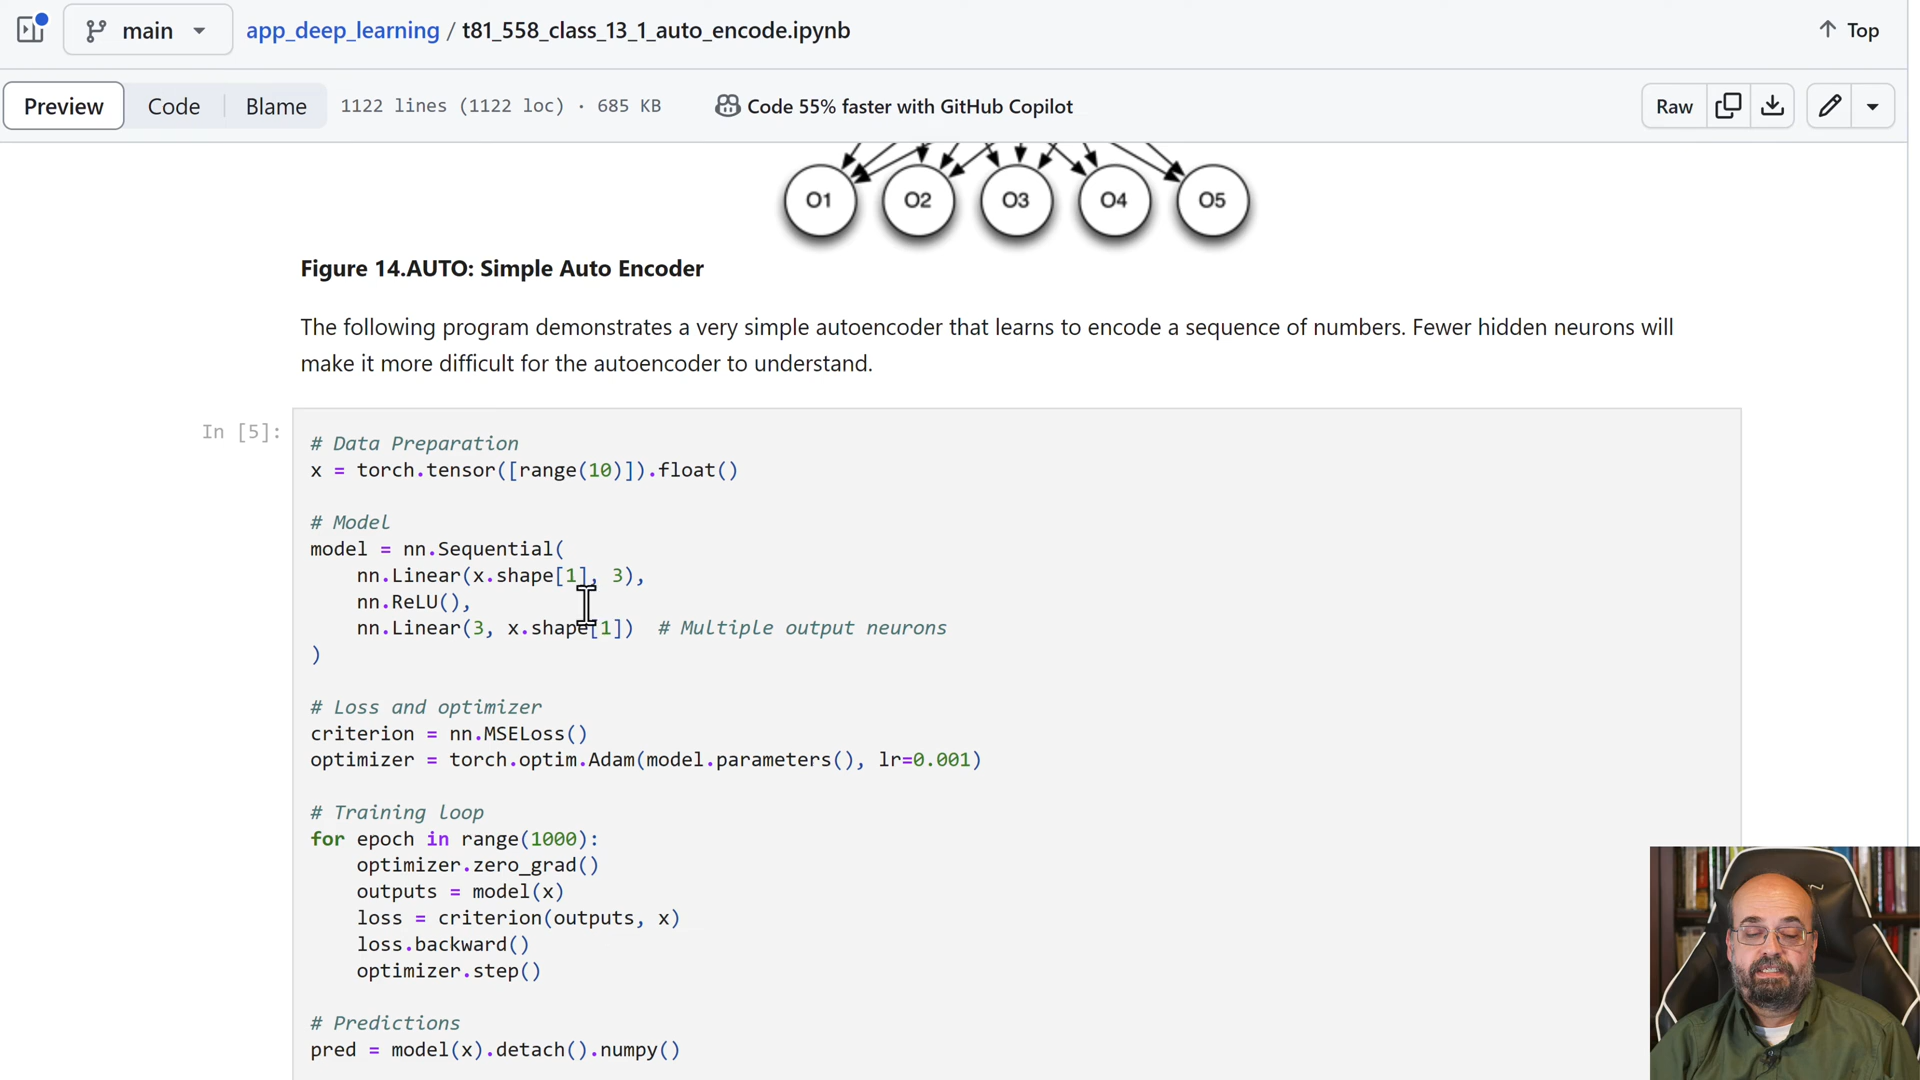 main
app_deep_learning / t81_558_class_13_1_auto_encode.ipynb
Top
Preview
Code
Blame
1122 lines (1122 loc) · 685 KB
Code 55% faster with GitHub Copilot
Raw
O1
O2
O3
O4
O5
Figure 14.AUTO: Simple Auto Encoder
The following program demonstrates a very simple autoencoder that learns to encode a sequence of numbers. Fewer hidden neurons will
make it more difficult for the autoencoder to understand.
In [5]:
# Data Preparation
x = torch.tensor([range(10)]).float()
# Model
model = nn.Sequential(
    nn.Linear(x.shape[1], 3),
    nn.ReLU(),
    nn.Linear(3, x.shape[1])  # Multiple output neurons
)
# Loss and optimizer
criterion = nn.MSELoss()
optimizer = torch.optim.Adam(model.parameters(), lr=0.001)
# Training loop
for epoch in range(1000):
    optimizer.zero_grad()
    outputs = model(x)
    loss = criterion(outputs, x)
    loss.backward()
    optimizer.step()
# Predictions
pred = model(x).detach().numpy()